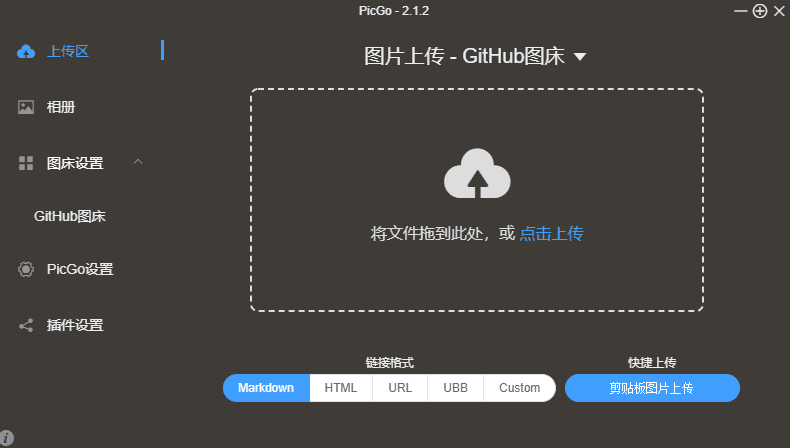 PicGo - 2.1.2
上传区
相册
图床设置
GitHub图床
PicGo设置
插件设置
图片上传 - GitHub图床
将文件拖到此处，或 点击上传
链接格式
Markdown HTML URL UBB Custom
快捷上传
剪贴板图片上传
i